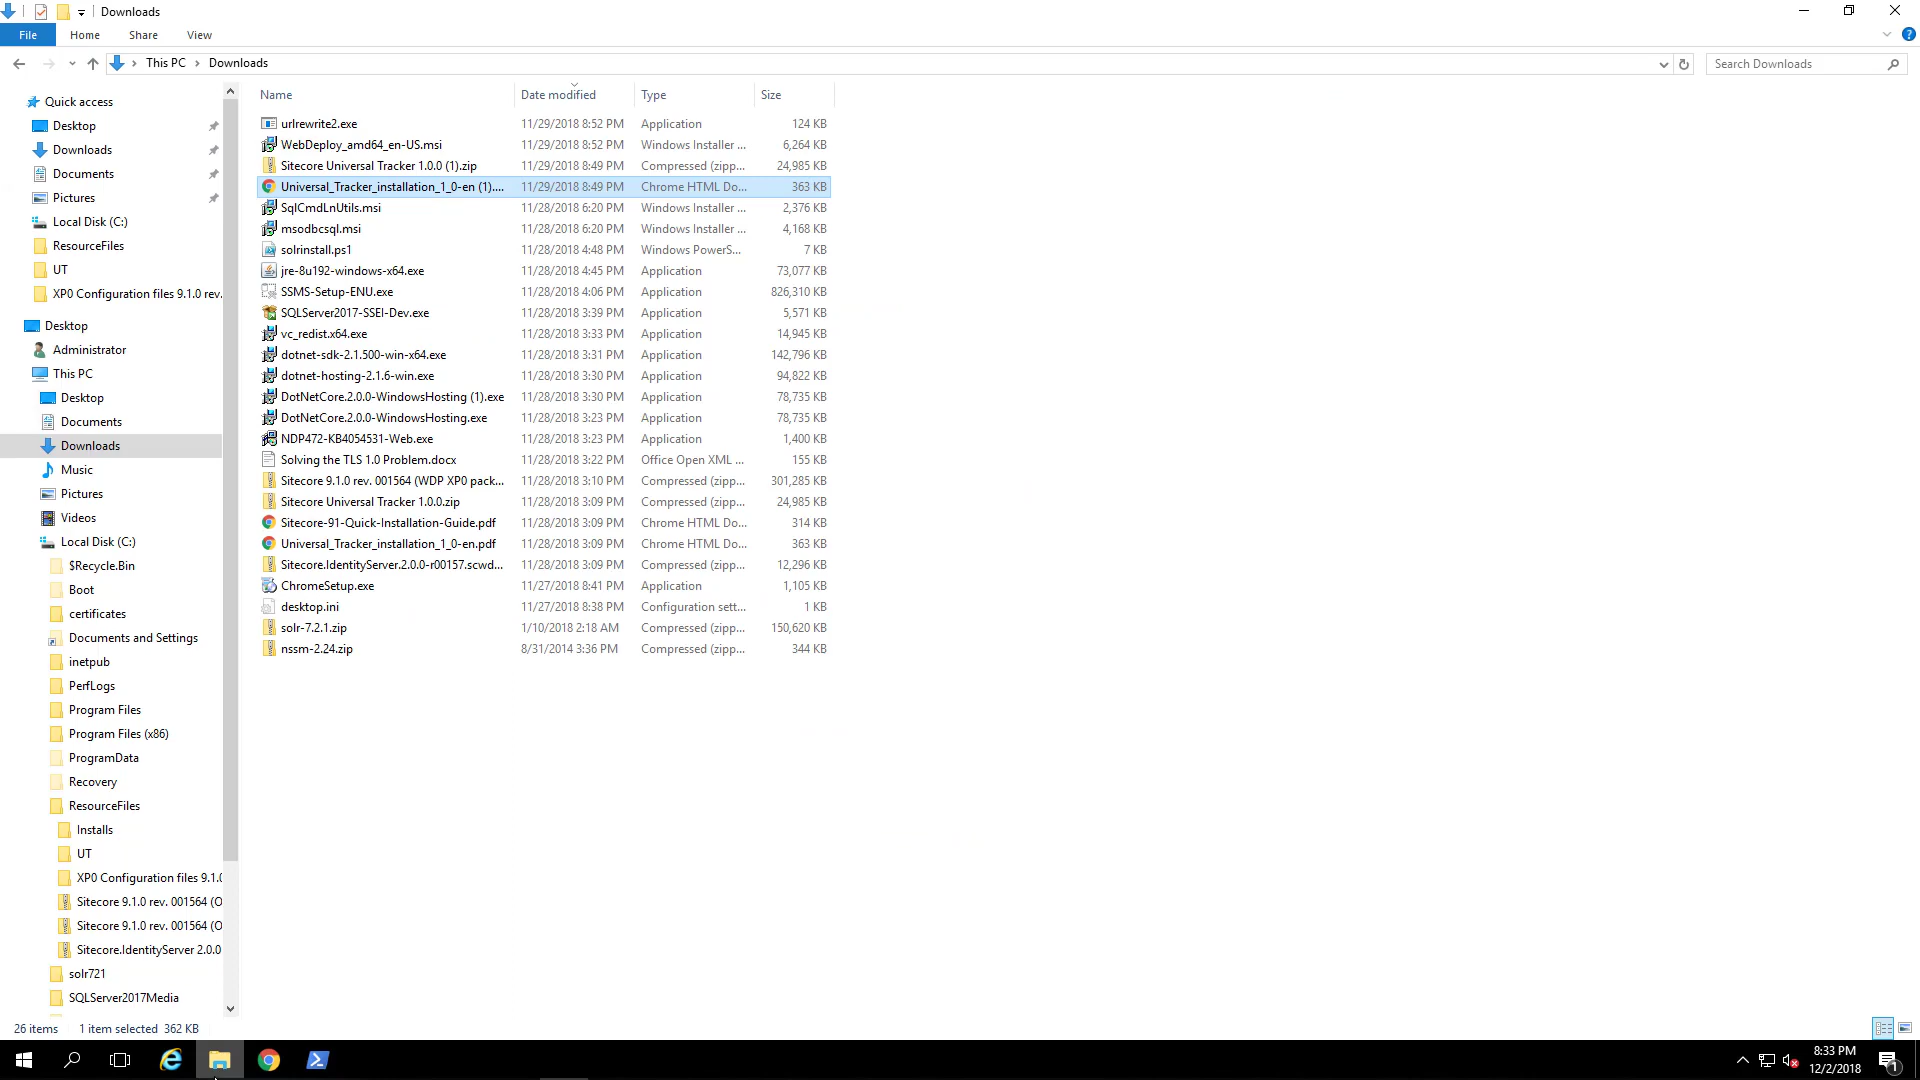 Downloads
File Home Share View
This PC Downloads Search Downloads
Name Date modified Type Size
Quick access
Desktop
Downloads
Documents
Pictures
Local Disk (C:)
ResourceFiles
UT
XP0 Configuration files 9.1.0 rev.
Desktop
Administrator
This PC
Desktop
Documents
Downloads
Music
Pictures
Videos
Local Disk (C:)
$Recycle.Bin
Boot
certificates
Documents and Settings
inetpub
PerfLogs
Program Files
Program Files (x86)
ProgramData
Recovery
ResourceFiles
Installs
UT
XP0 Configuration files 9.1.0
Sitecore 9.1.0 rev. 001564 (O
Sitecore 9.1.0 rev. 001564 (O
Sitecore.IdentityServer 2.0.0
solr721
SQLServer2017Media
urlrewrite2.exe 11/29/2018 8:52 PM Application 124 KB
WebDeploy_amd64_en-US.msi 11/29/2018 8:52 PM Windows Installer ... 6,264 KB
Sitecore Universal Tracker 1.0.0 (1).zip 11/29/2018 8:49 PM Compressed (zipp... 24,985 KB
Universal_Tracker_installation_1_0-en (1).... 11/29/2018 8:49 PM Chrome HTML Do... 363 KB
SqlCmdLnUtils.msi 11/28/2018 6:20 PM Windows Installer ... 2,376 KB
msodbcsql.msi 11/28/2018 6:20 PM Windows Installer ... 4,168 KB
solrinstall.ps1 11/28/2018 4:48 PM Windows PowerS... 7 KB
jre-8u192-windows-x64.exe 11/28/2018 4:45 PM Application 73,077 KB
SSMS-Setup-ENU.exe 11/28/2018 4:06 PM Application 826,310 KB
SQLServer2017-SSEI-Dev.exe 11/28/2018 3:39 PM Application 5,571 KB
vc_redist.x64.exe 11/28/2018 3:33 PM Application 14,945 KB
dotnet-sdk-2.1.500-win-x64.exe 11/28/2018 3:31 PM Application 142,796 KB
dotnet-hosting-2.1.6-win.exe 11/28/2018 3:30 PM Application 94,822 KB
DotNetCore.2.0.0-WindowsHosting (1).exe 11/28/2018 3:30 PM Application 78,735 KB
DotNetCore.2.0.0-WindowsHosting.exe 11/28/2018 3:23 PM Application 78,735 KB
NDP472-KB4054531-Web.exe 11/28/2018 3:23 PM Application 1,400 KB
Solving the TLS 1.0 Problem.docx 11/28/2018 3:22 PM Office Open XML ... 155 KB
Sitecore 9.1.0 rev. 001564 (WDP XP0 pack... 11/28/2018 3:10 PM Compressed (zipp... 301,285 KB
Sitecore Universal Tracker 1.0.0.zip 11/28/2018 3:09 PM Compressed (zipp... 24,985 KB
Sitecore-91-Quick-Installation-Guide.pdf 11/28/2018 3:09 PM Chrome HTML Do... 314 KB
Universal_Tracker_installation_1_0-en.pdf 11/28/2018 3:09 PM Chrome HTML Do... 363 KB
Sitecore.IdentityServer.2.0.0-r00157.scwd... 11/28/2018 3:09 PM Compressed (zipp... 12,296 KB
ChromeSetup.exe 11/27/2018 8:41 PM Application 1,105 KB
desktop.ini 11/27/2018 8:38 PM Configuration sett... 1 KB
solr-7.2.1.zip 1/10/2018 2:18 AM Compressed (zipp... 150,620 KB
nssm-2.24.zip 8/31/2014 3:36 PM Compressed (zipp... 344 KB
26 items 1 item selected 362 KB
8:33 PM
12/2/2018
1